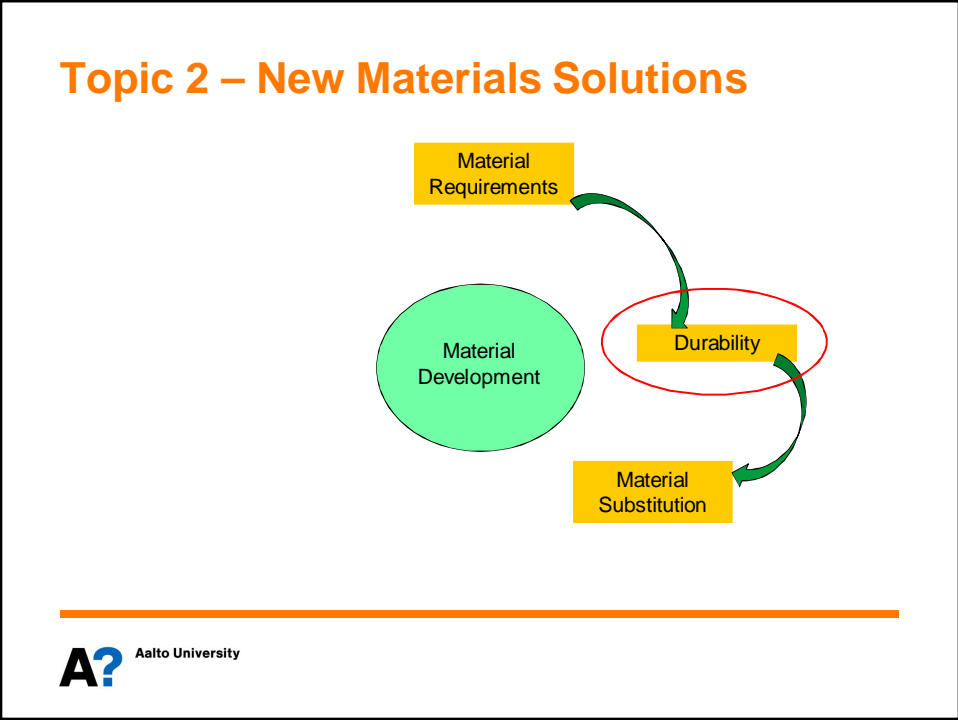 Topic 2 – New Materials Solutions
Material
Requirements
Material
Development
Durability
Material
Substitution
A?
Aalto University